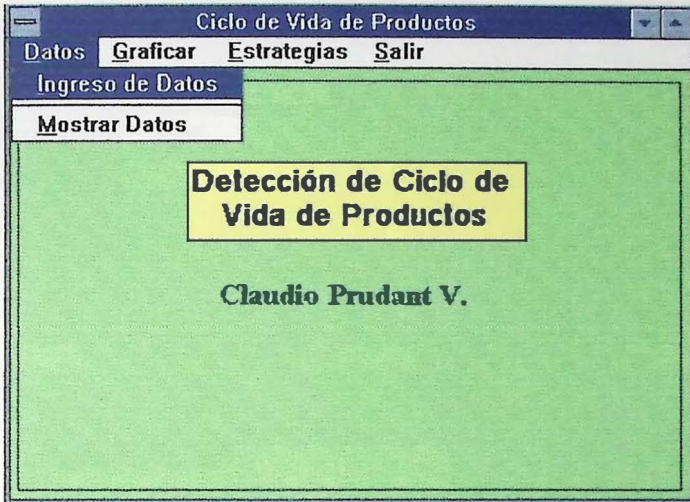 Ciclo de Vida de Productos
Datos Graficar Estrategias Salir
Ingreso de Datos
Mostrar Datos
Detección de Ciclo de
Vida de Productos
Claudio Prudant V.